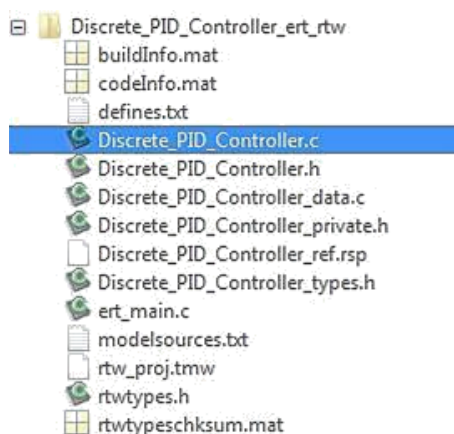 Discrete_PID_Controller_ert_rtw
buildInfo.mat
codeInfo.mat
defines.txt
Discrete_PID_Controller.c
Discrete_PID_Controller.h
Discrete_PID_Controller_data.c
Discrete_PID_Controller_private.h
Discrete_PID_Controller_ref.rsp
Discrete_PID_Controller_types.h
ert_main.c
modelsources.txt
rtw_proj.tmw
rtwtypes.h
rtwtypeschksum.mat